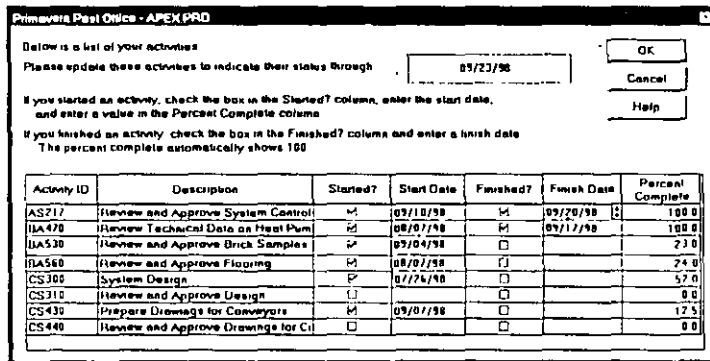 Primavera Post Office - APEX.PRD
Below is a list of your activities
Please update these activities to indicate their status through 09/23/98
OK
Cancel
Help
If you started an activity, check the box in the Started? column, enter the start date,
and enter a value in the Percent Complete column
If you finished an activity check the box in the Finished? column and enter a finish date
The percent complete automatically shows 100
Activity ID Description Started? Start Date Finished? Finish Date Percent Complete
AS217 Review and Approve System Control 09/10/98 09/20/98 100 0
BA470 Review Technical Data on Heat Pum 08/07/98 09/17/98 100 0
BA530 Review and Approve Brick Samples 09/04/98 23 0
BA560 Review and Approve Flooring 08/07/98 24 0
CS300 System Design 07/26/98 57 0
CS310 Review and Approve Design 0 0
CS430 Prepare Drawings for Conveyors 09/07/98 12 5
CS440 Review and Approve Drawings for 0 0